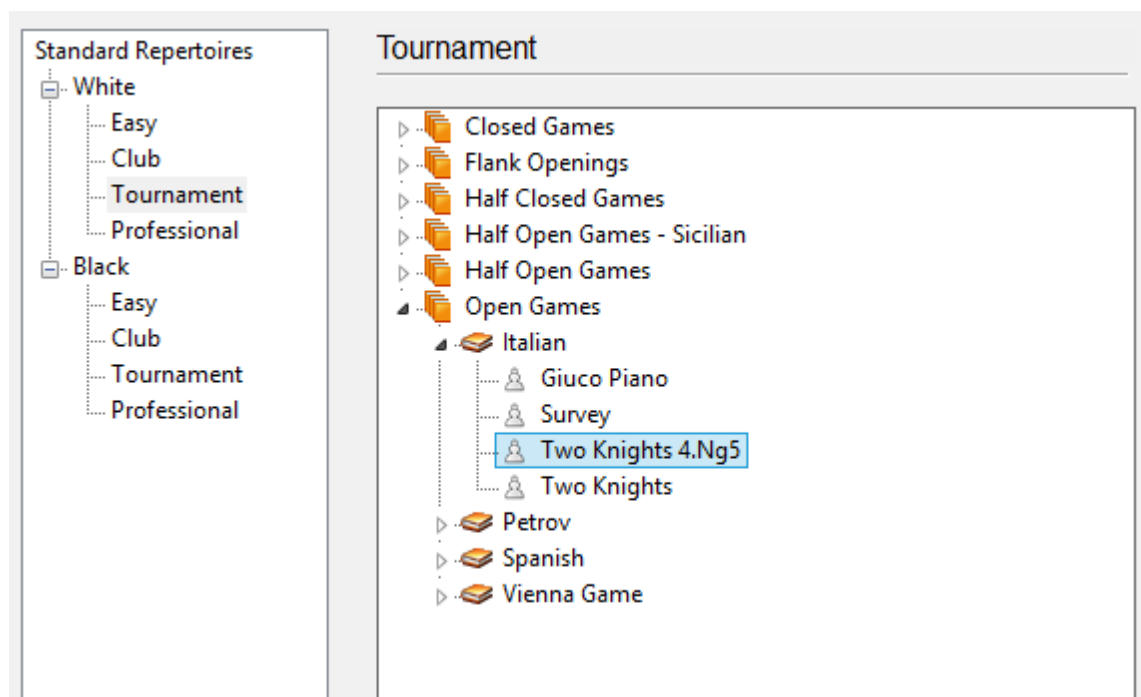 Standard Repertoires
White
Easy
Club
Tournament
Professional
Black
Easy
Club
Tournament
Professional
Tournament
Closed Games
Flank Openings
Half Closed Games
Half Open Games - Sicilian
Half Open Games
Open Games
Italian
Giuco Piano
Survey
Two Knights 4.Ng5
Two Knights
Petrov
Spanish
Vienna Game